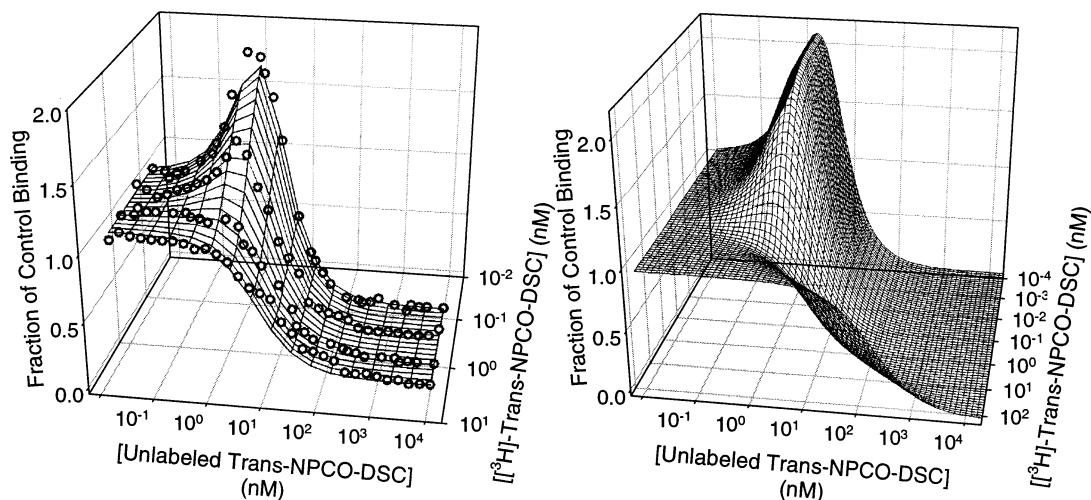 Fraction of Control Binding
2.0
1.5
1.0
0.5
0.0
10⁻¹ 10⁰ 10¹ 10² 10³ 10⁴
[Unlabeled Trans-NPCO-DSC]
(nM)
10⁻²
10⁻¹
10⁰
10¹
[[³H]-Trans-NPCO-DSC] (nM)
Fraction of Control Binding
2.0
1.5
1.0
0.5
0.0
10⁻¹ 10⁰ 10¹ 10² 10³ 10⁴
[Unlabeled Trans-NPCO-DSC]
(nM)
10⁻⁴
10⁻³
10⁻²
10⁻¹
10⁰
10¹
10²
[[³H]-Trans-NPCO-DSC] (nM)